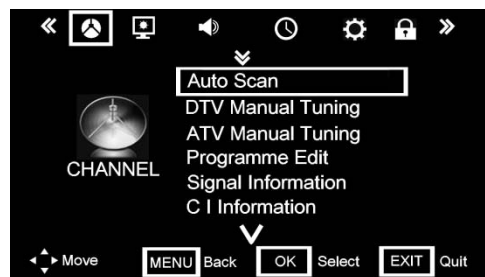 Auto Scan
DTV Manual Tuning
ATV Manual Tuning
Programme Edit
Signal Information
C I Information
CHANNEL
Move MENU Back OK Select EXIT Quit